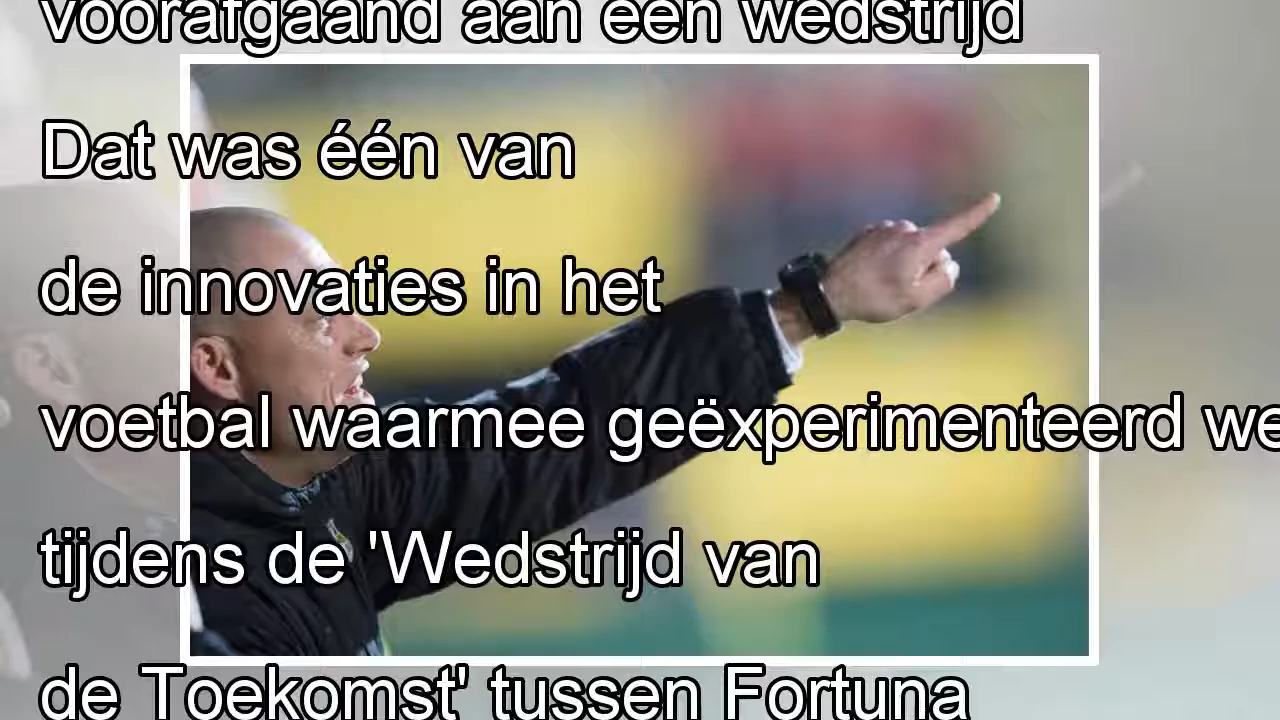 voorafgaand aan een wedstrijd
Dat was één van
de innovaties in het
voetbal waarmee geëxperimenteerd we
tijdens de 'Wedstrijd van
de Toekomst' tussen Fortuna